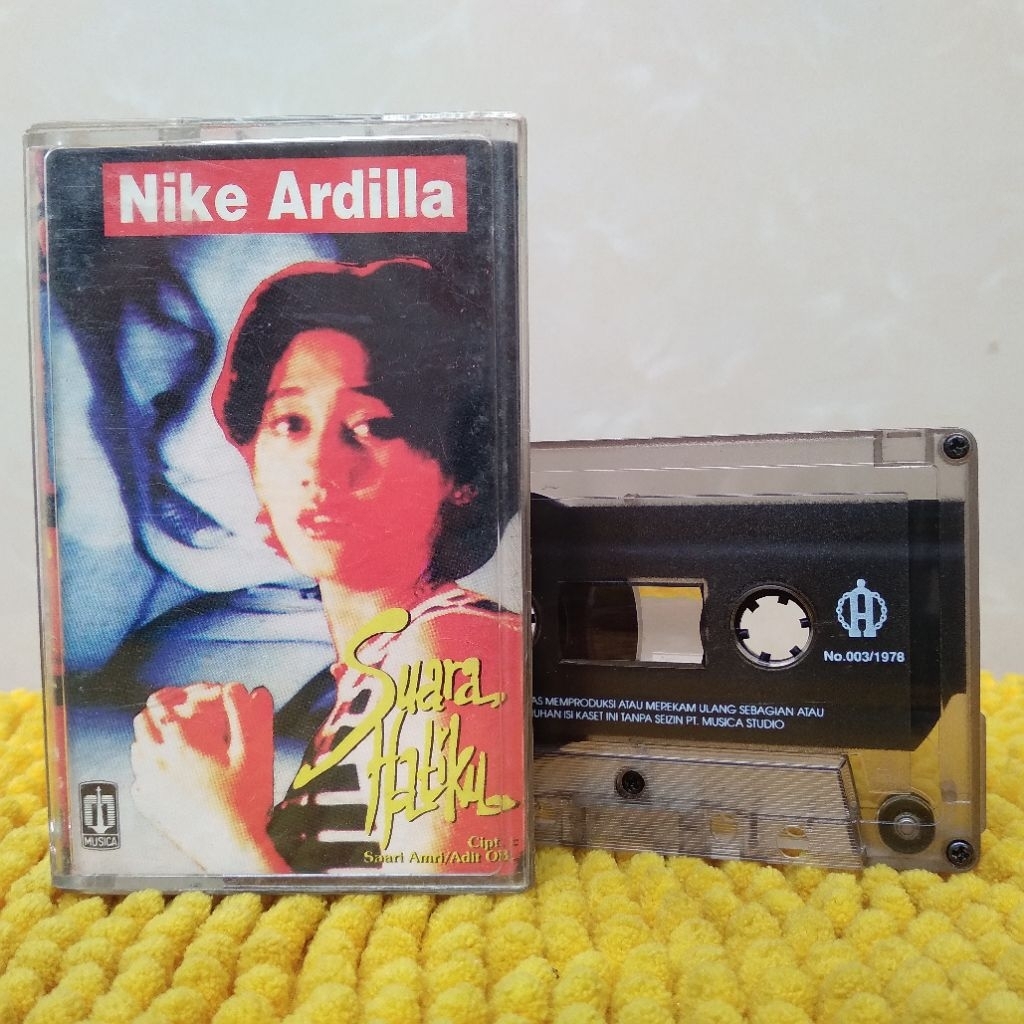 Nike Ardilla
Suara
Hatiku
Cipt.
Saari Amri/Adit OB
MUSICA
H
No.003/1978
AS MEMPRODUKSI ATAU MEREKAM ULANG SEBAGIAN ATAU
UHAN ISI KASET INI TANPA SEIZIN PT. MUSICA STUDIO